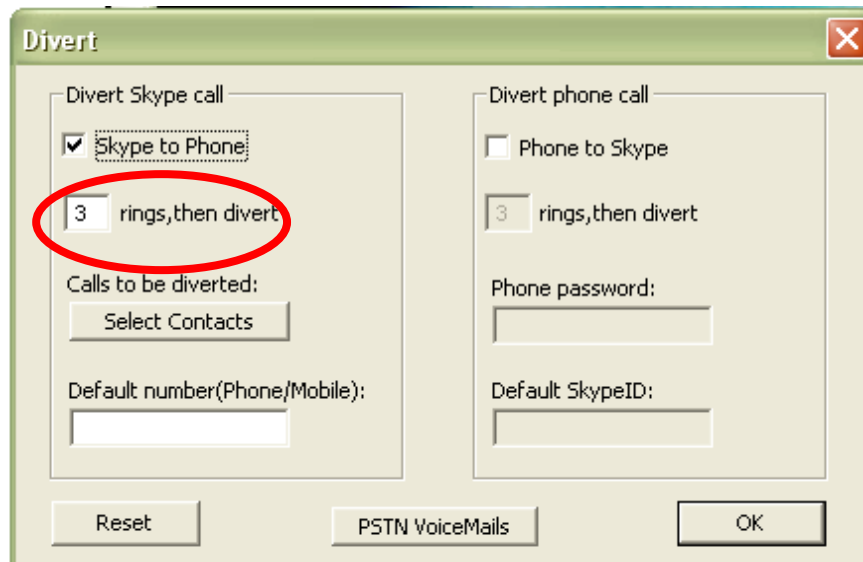 Divert
Divert Skype call
Skype to Phone
3 rings,then divert
Calls to be diverted:
Select Contacts
Default number(Phone/Mobile):
Divert phone call
Phone to Skype
3 rings,then divert
Phone password:
Default SkypeID:
Reset
PSTN VoiceMails
OK